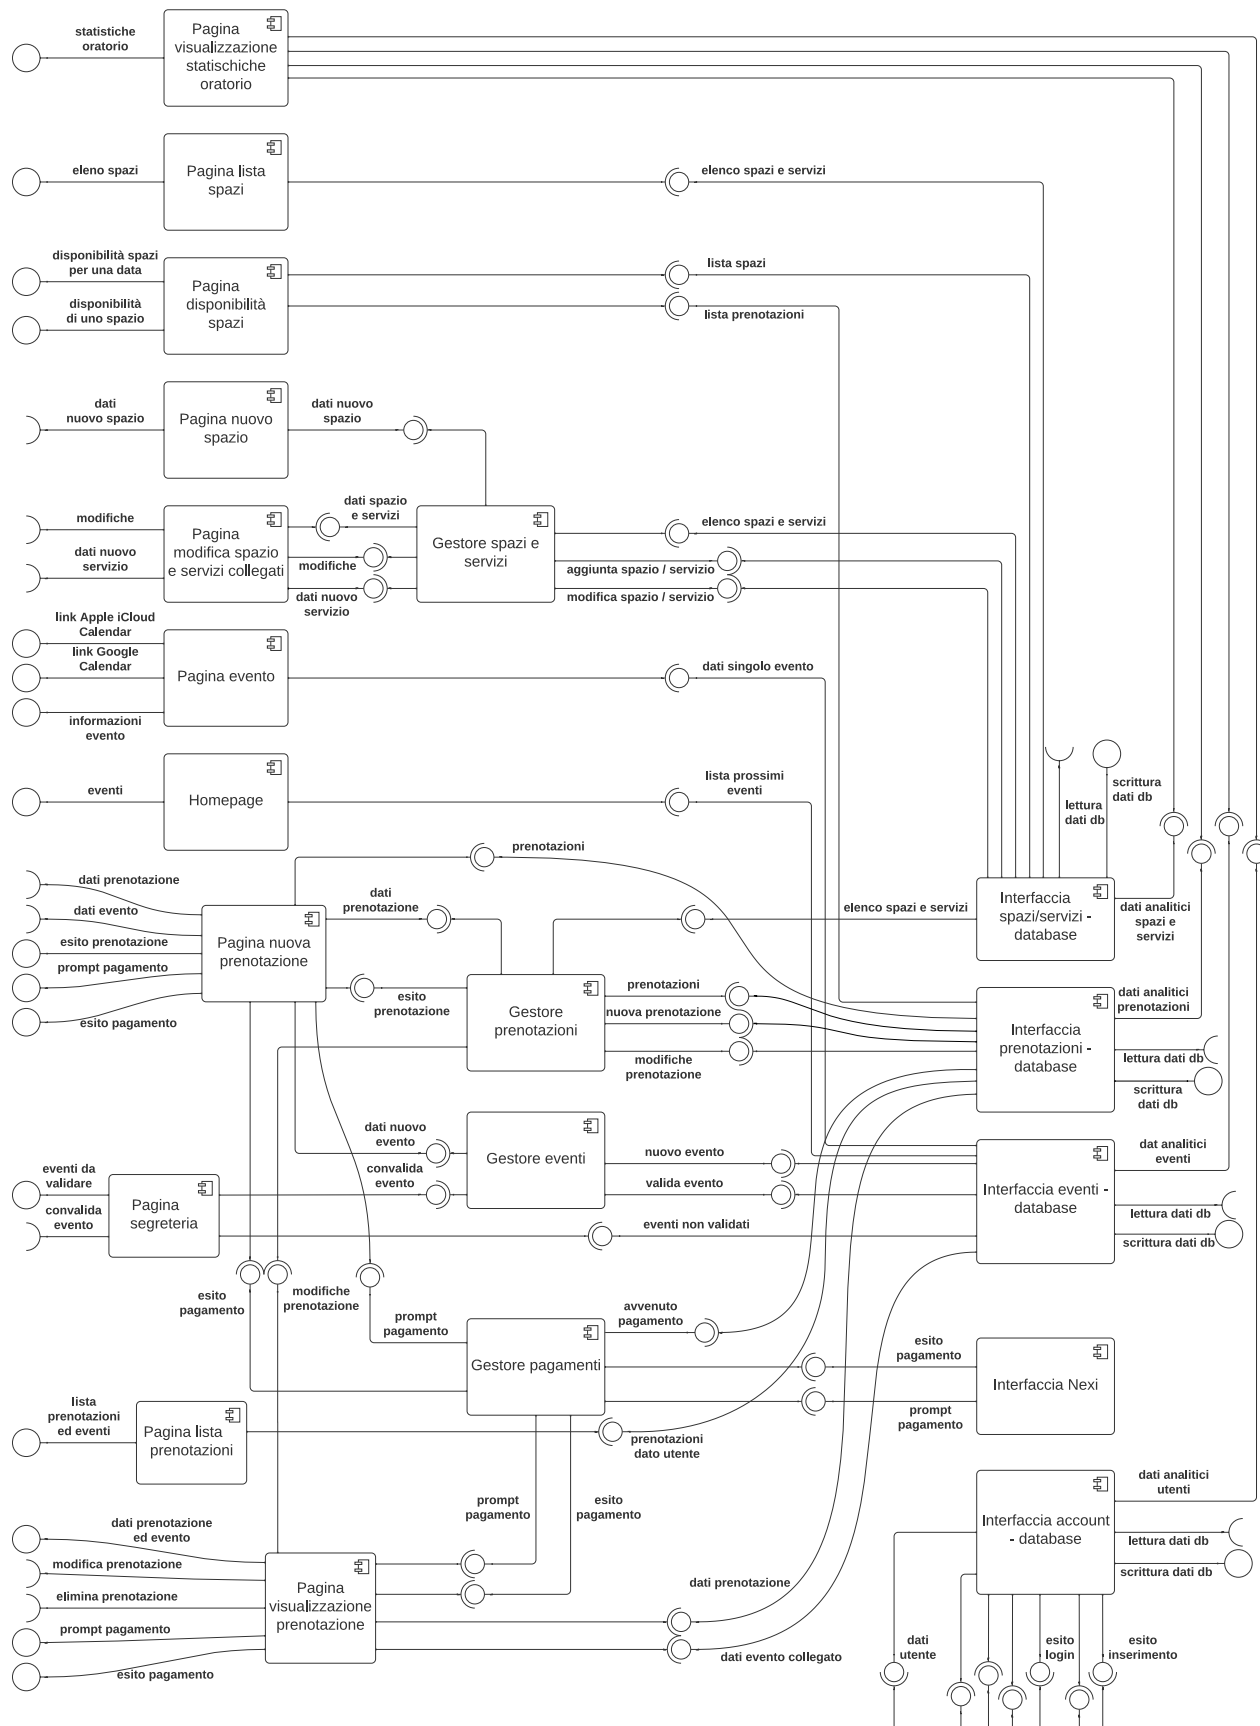 statistiche
oratorio
Pagina
visualizzazione
statischiche
oratorio
eleno spazi
Pagina lista
spazi
elenco spazi e servizi
disponibilità spazi
per una data
disponibilità
di uno spazio
Pagina
disponibilità
spazi
lista spazi
lista prenotazioni
dati
nuovo spazio
Pagina nuovo
spazio
dati nuovo
spazio
modifiche
dati nuovo
servizio
Pagina
modifica spazio
e servizi collegati
dati spazio
e servizi
modifiche
dati nuovo
servizio
Gestore spazi e
servizi
elenco spazi e servizi
aggiunta spazio / servizio
modifica spazio / servizio
link Apple iCloud
Calendar
link Google
Calendar
informazioni
evento
Pagina evento
dati singolo evento
eventi
Homepage
lista prossimi
eventi
lettura
dati db
scrittura
dati db
prenotazioni
dati prenotazione
dati evento
esito prenotazione
prompt pagamento
esito pagamento
Pagina nuova
prenotazione
dati
prenotazione
esito
prenotazione
elenco spazi e servizi
Interfaccia
spazi/servizi -
database
dati analitici
spazi e
servizi
Gestore
prenotazioni
prenotazioni
nuova prenotazione
modifiche
prenotazione
Interfaccia
prenotazioni -
database
dati analitici
prenotazioni
lettura dati db
scrittura
dati db
dati nuovo
evento
convalida
evento
Gestore eventi
nuovo evento
valida evento
Interfaccia eventi -
database
dat analitici
eventi
lettura dati db
scrittura dati db
eventi da
validare
convalida
evento
Pagina
segreteria
eventi non validati
esito
pagamento
modifiche
prenotazione
prompt
pagamento
Gestore pagamenti
avvenuto
pagamento
esito
pagamento
prompt
pagamento
Interfaccia Nexi
lista
prenotazioni
ed eventi
Pagina lista
prenotazioni
prenotazioni
dato utente
prompt
pagamento
esito
pagamento
Interfaccia account
- database
dati analitici
utenti
lettura dati db
scrittura dati db
dati prenotazione
ed evento
modifica prenotazione
elimina prenotazione
prompt pagamento
esito pagamento
Pagina
visualizzazione
prenotazione
dati prenotazione
dati evento collegato
dati
utente
esito
login
esito
inserimento